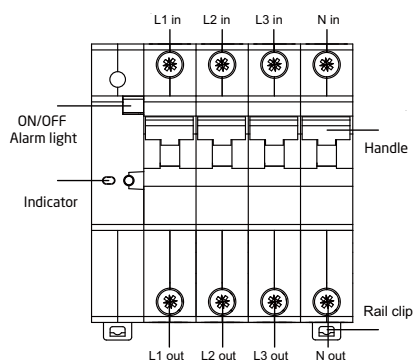 L1 in L2 in L3 in N in
ON/OFF
Alarm light
Handle
Indicator
Rail clip
L1 out L2 out L3 out N out